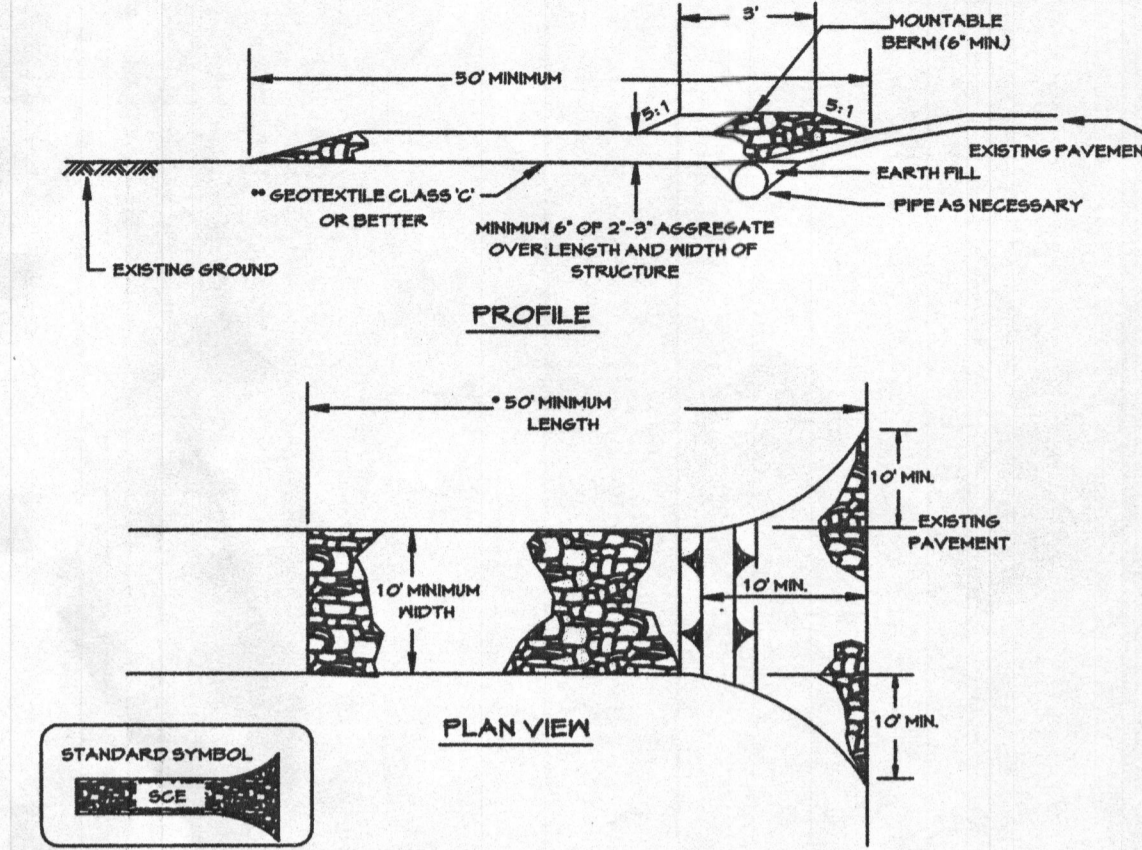 3'
MOUNTABLE
BERM (6" MIN.)
50' MINIMUM
5:1
5:1
EXISTING PAVEMENT
EARTH FILL
** GEOTEXTILE CLASS 'C'
OR BETTER
PIPE AS NECESSARY
MINIMUM 6" OF 2"-3" AGGREGATE
OVER LENGTH AND WIDTH OF
STRUCTURE
EXISTING GROUND
PROFILE
* 50' MINIMUM
LENGTH
10' MIN.
EXISTING
PAVEMENT
10' MINIMUM
WIDTH
10' MIN.
10' MIN.
PLAN VIEW
STANDARD SYMBOL
SCE